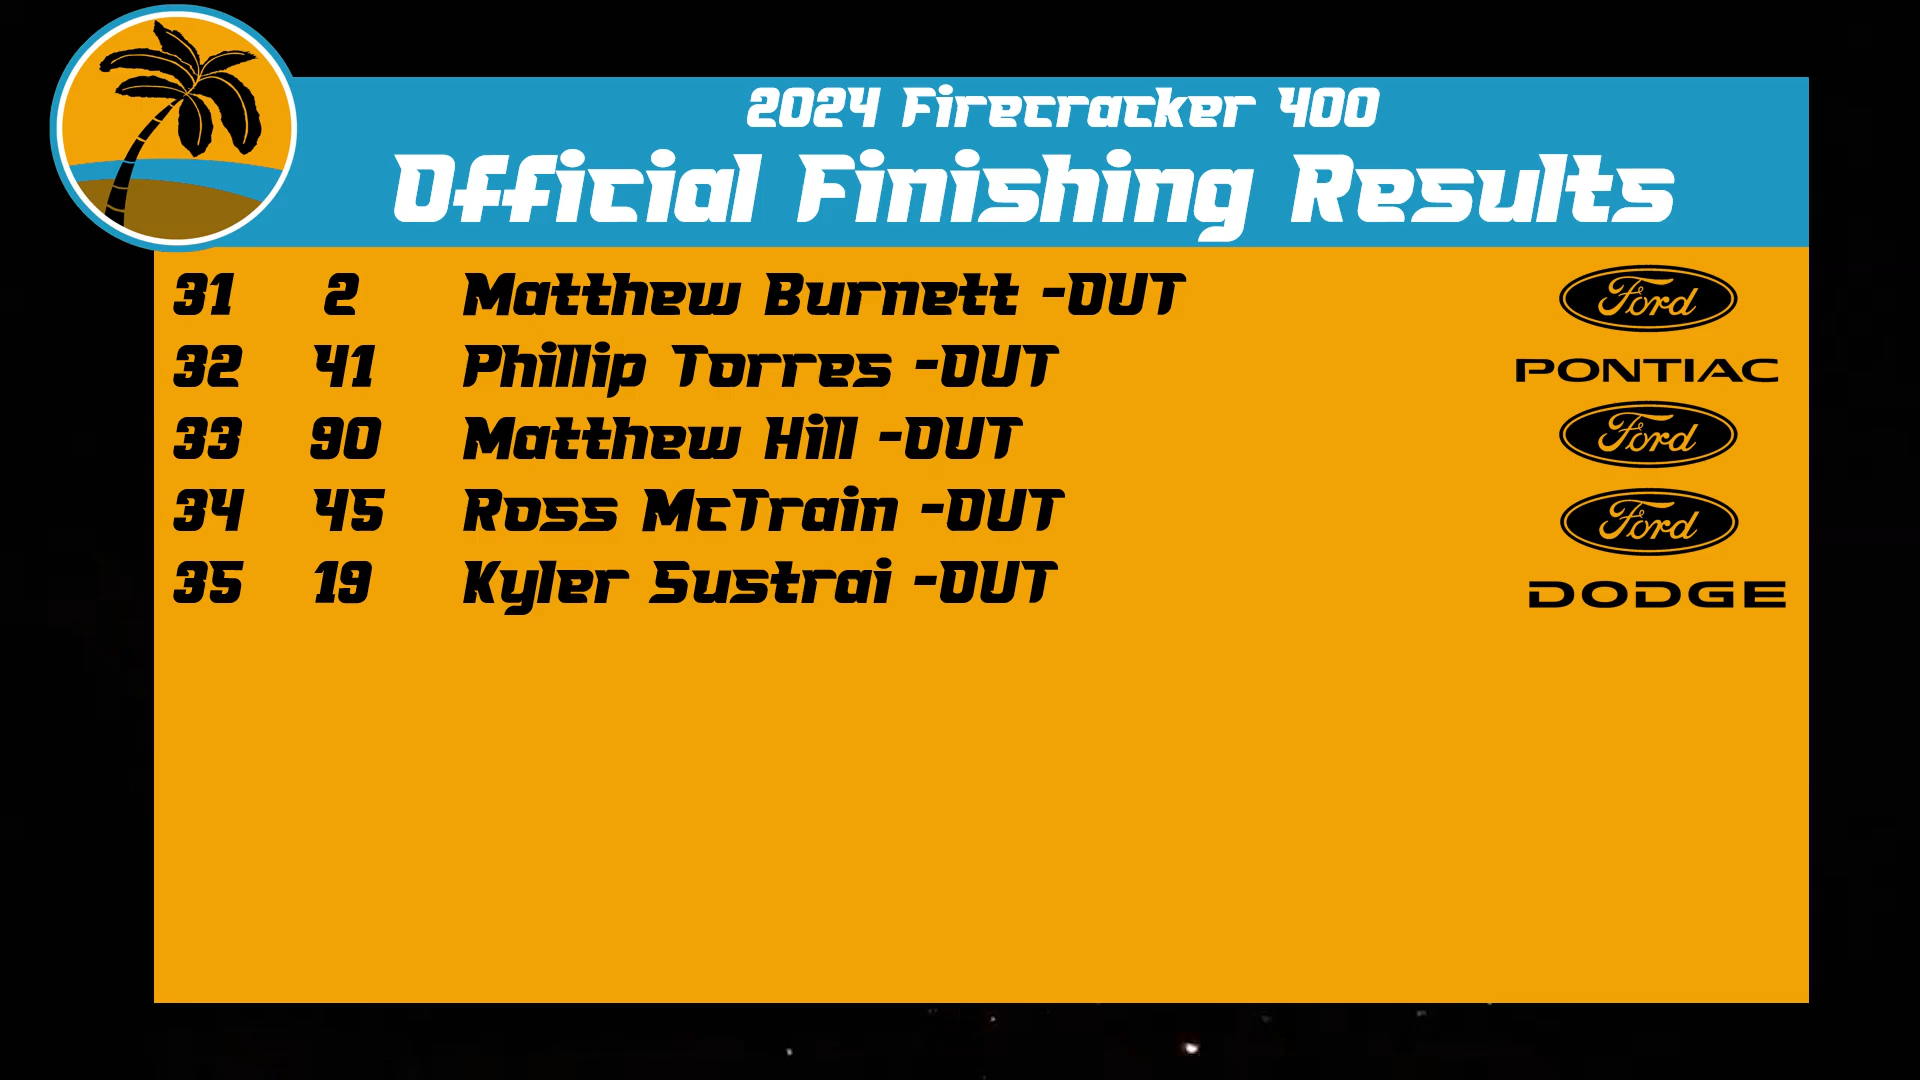 2024 Firecracker 400
Official Finishing Results
31 2 Matthew Burnett -OUT Ford
32 41 Phillip Torres -OUT PONTIAC
33 90 Matthew Hill -OUT Ford
34 45 Ross McTrain -OUT Ford
35 19 Kyler Sustrai -OUT DODGE